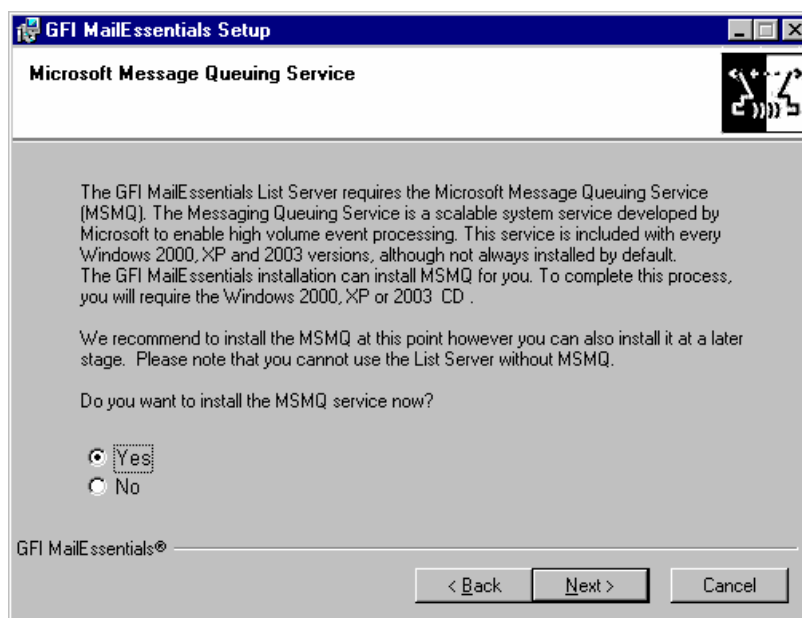 GFI MailEssentials Setup
Microsoft Message Queuing Service
The GFI MailEssentials List Server requires the Microsoft Message Queuing Service
(MSMQ). The Messaging Queuing Service is a scalable system service developed by
Microsoft to enable high volume event processing. This service is included with every
Windows 2000, XP and 2003 versions, although not always installed by default.
The GFI MailEssentials installation can install MSMQ for you. To complete this process,
you will require the Windows 2000, XP or 2003  CD .
We recommend to install the MSMQ at this point however you can also install it at a later
stage.  Please note that you cannot use the List Server without MSMQ.
Do you want to install the MSMQ service now?
Yes
No
GFI MailEssentials®
< Back
Next >
Cancel